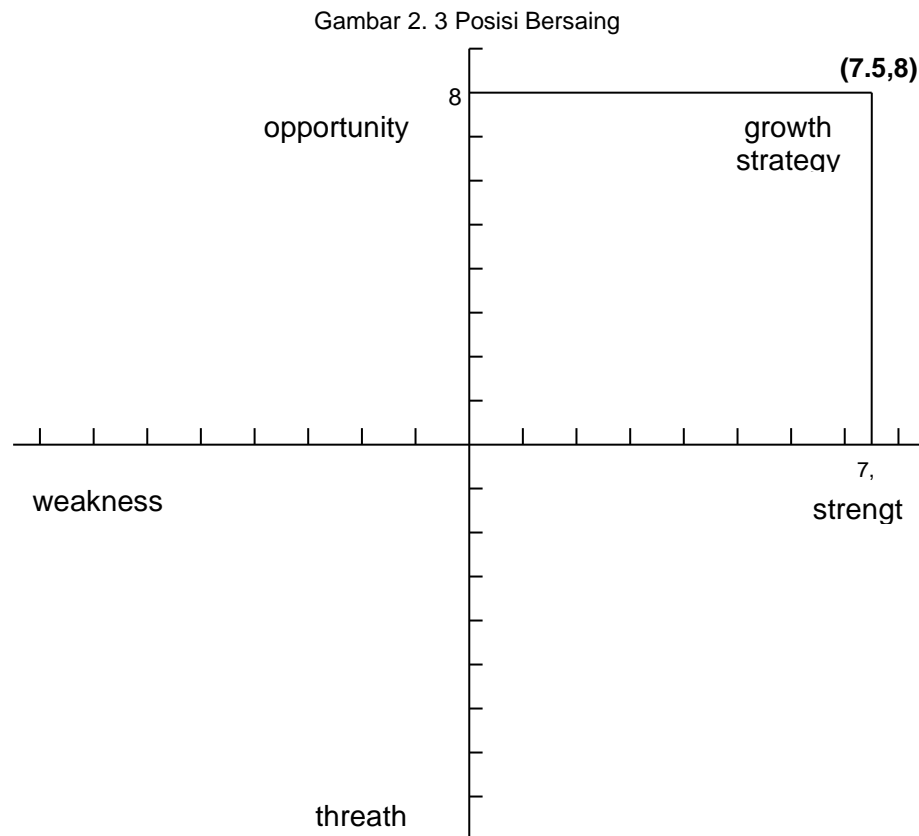 Gambar 2. 3 Posisi Bersaing
(7.5,8)
8
opportunity
growth
strategy
7,
weakness
strengt
threath